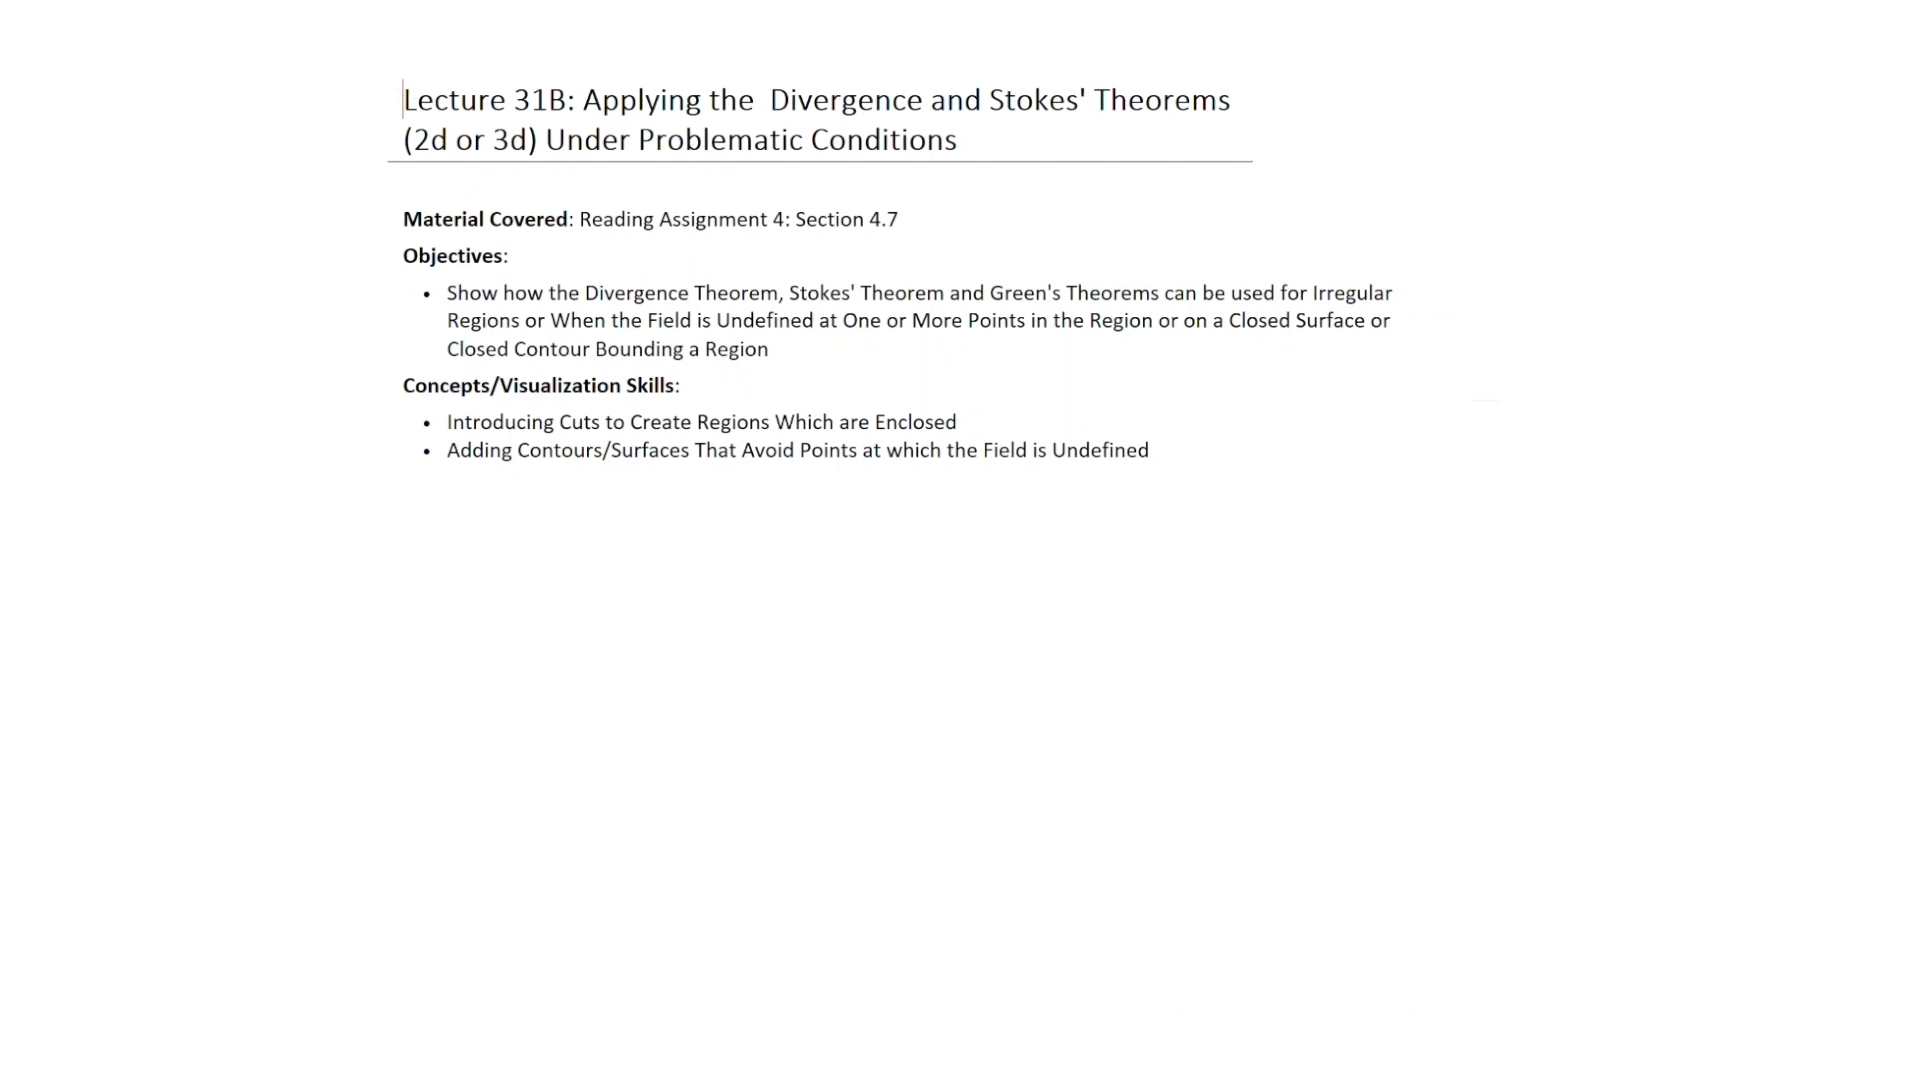 Lecture 31B: Applying the  Divergence and Stokes' Theorems
(2d or 3d) Under Problematic Conditions
Material Covered: Reading Assignment 4: Section 4.7
Objectives:
• Show how the Divergence Theorem, Stokes' Theorem and Green's Theorems can be used for Irregular
Regions or When the Field is Undefined at One or More Points in the Region or on a Closed Surface or
Closed Contour Bounding a Region
Concepts/Visualization Skills:
• Introducing Cuts to Create Regions Which are Enclosed
• Adding Contours/Surfaces That Avoid Points at which the Field is Undefined